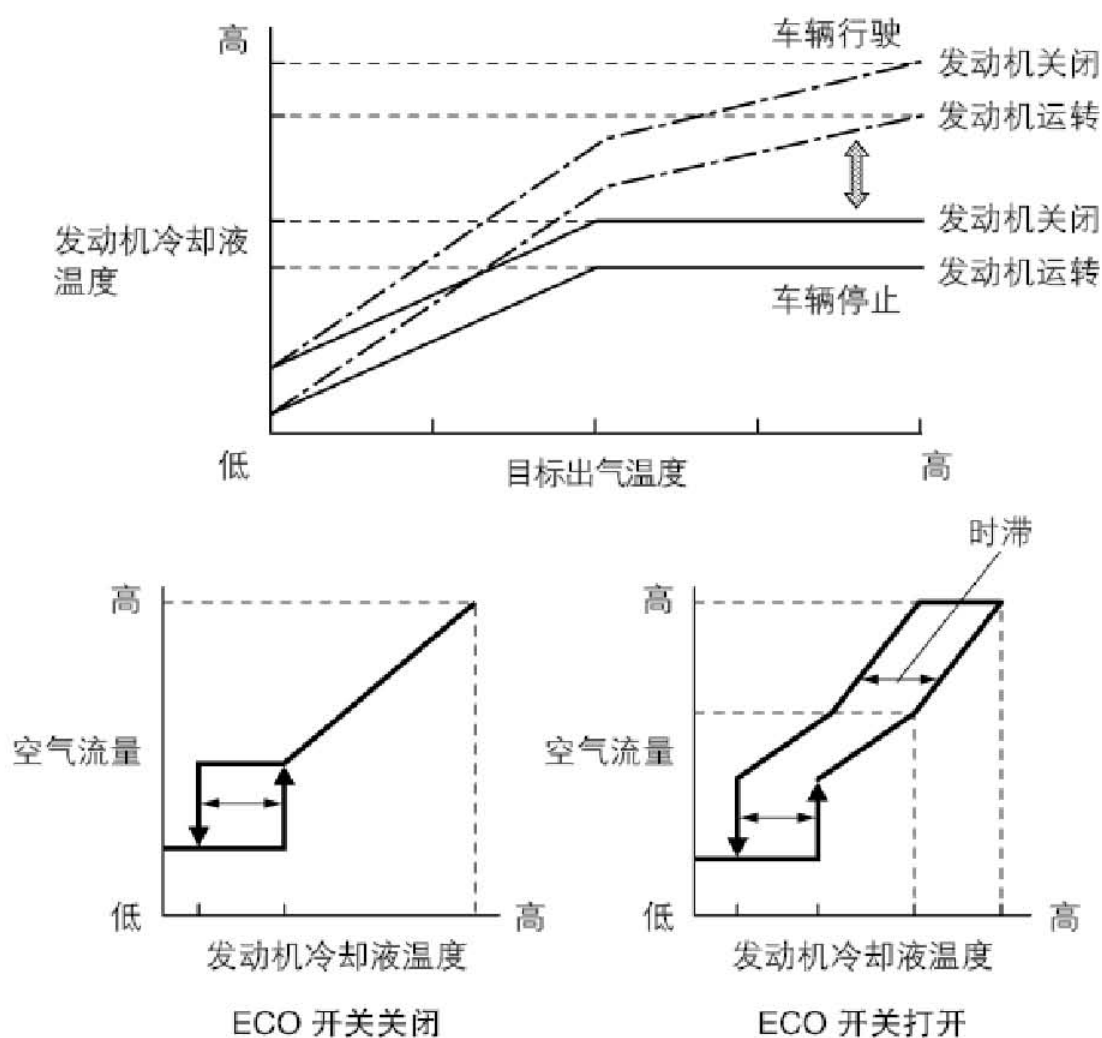 高
车辆行驶
发动机关闭
发动机运转
发动机冷却液
温度
发动机关闭
发动机运转
车辆停止
低
目标出气温度
高
时滞
高
空气流量
低
高
发动机冷却液温度
ECO 开关关闭
高
空气流量
低
高
发动机冷却液温度
ECO 开关打开